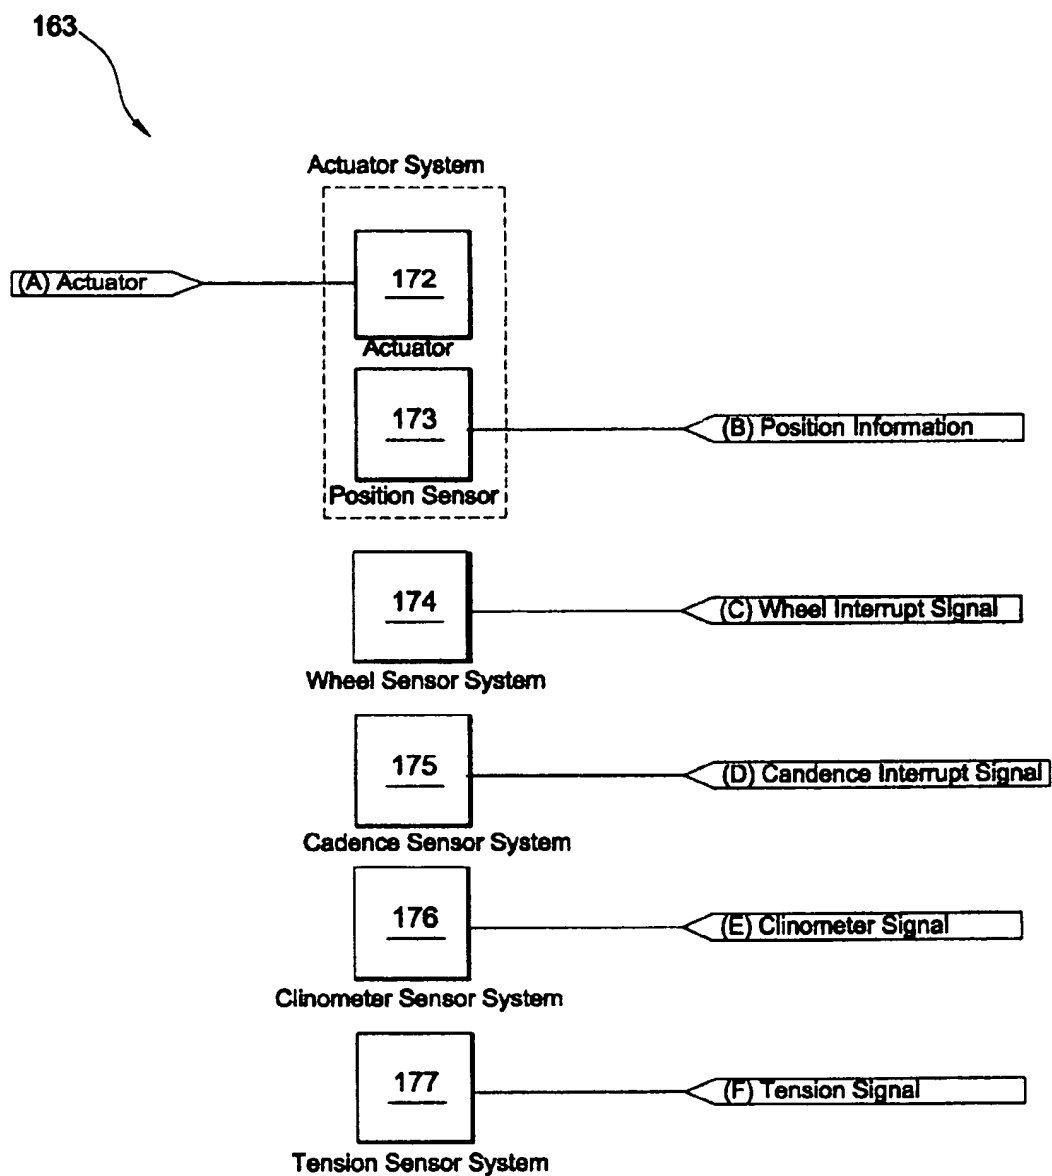 163
Actuator System
172
(A) Actuator
Actuator
173
(B) Position Information
Position Sensor
174
(C) Wheel Interrupt Signal
Wheel Sensor System
175
(D) Candence Interrupt Signal
Cadence Sensor System
176
(E) Clinometer Signal
Clinometer Sensor System
177
(F) Tension Signal
Tension Sensor System